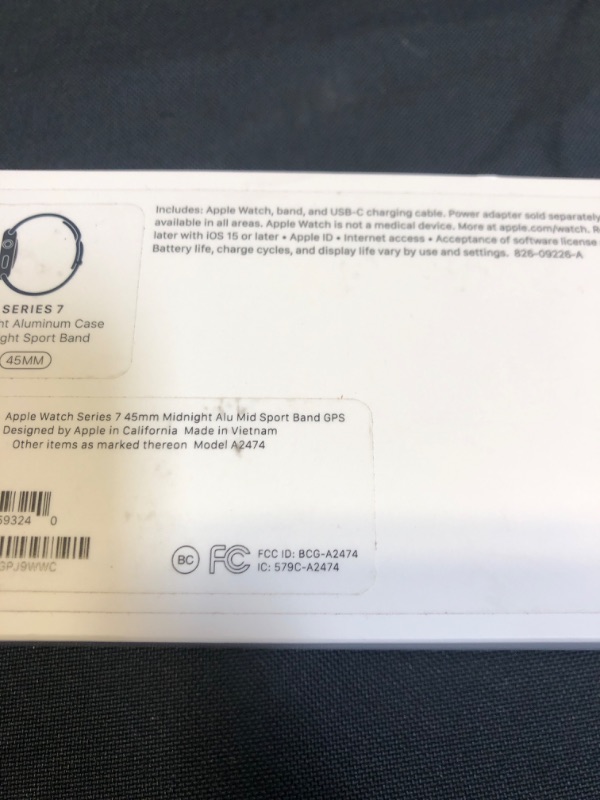 Includes: Apple Watch, band, and USB-C charging cable. Power adapter sold separately
available in all areas. Apple Watch is not a medical device. More at apple.com/watch. R
later with iOS 15 or later • Apple ID • Internet access • Acceptance of software license
Battery life, charge cycles, and display life vary by use and settings. 826-09226-A
SERIES 7
ht Aluminum Case
ght Sport Band
45MM
Apple Watch Series 7 45mm Midnight Alu Mid Sport Band GPS
Designed by Apple in California Made in Vietnam
Other items as marked thereon Model A2474
59324 0
GPJ9WWC
BC FC FCC ID: BCG-A2474
IC: 579C-A2474